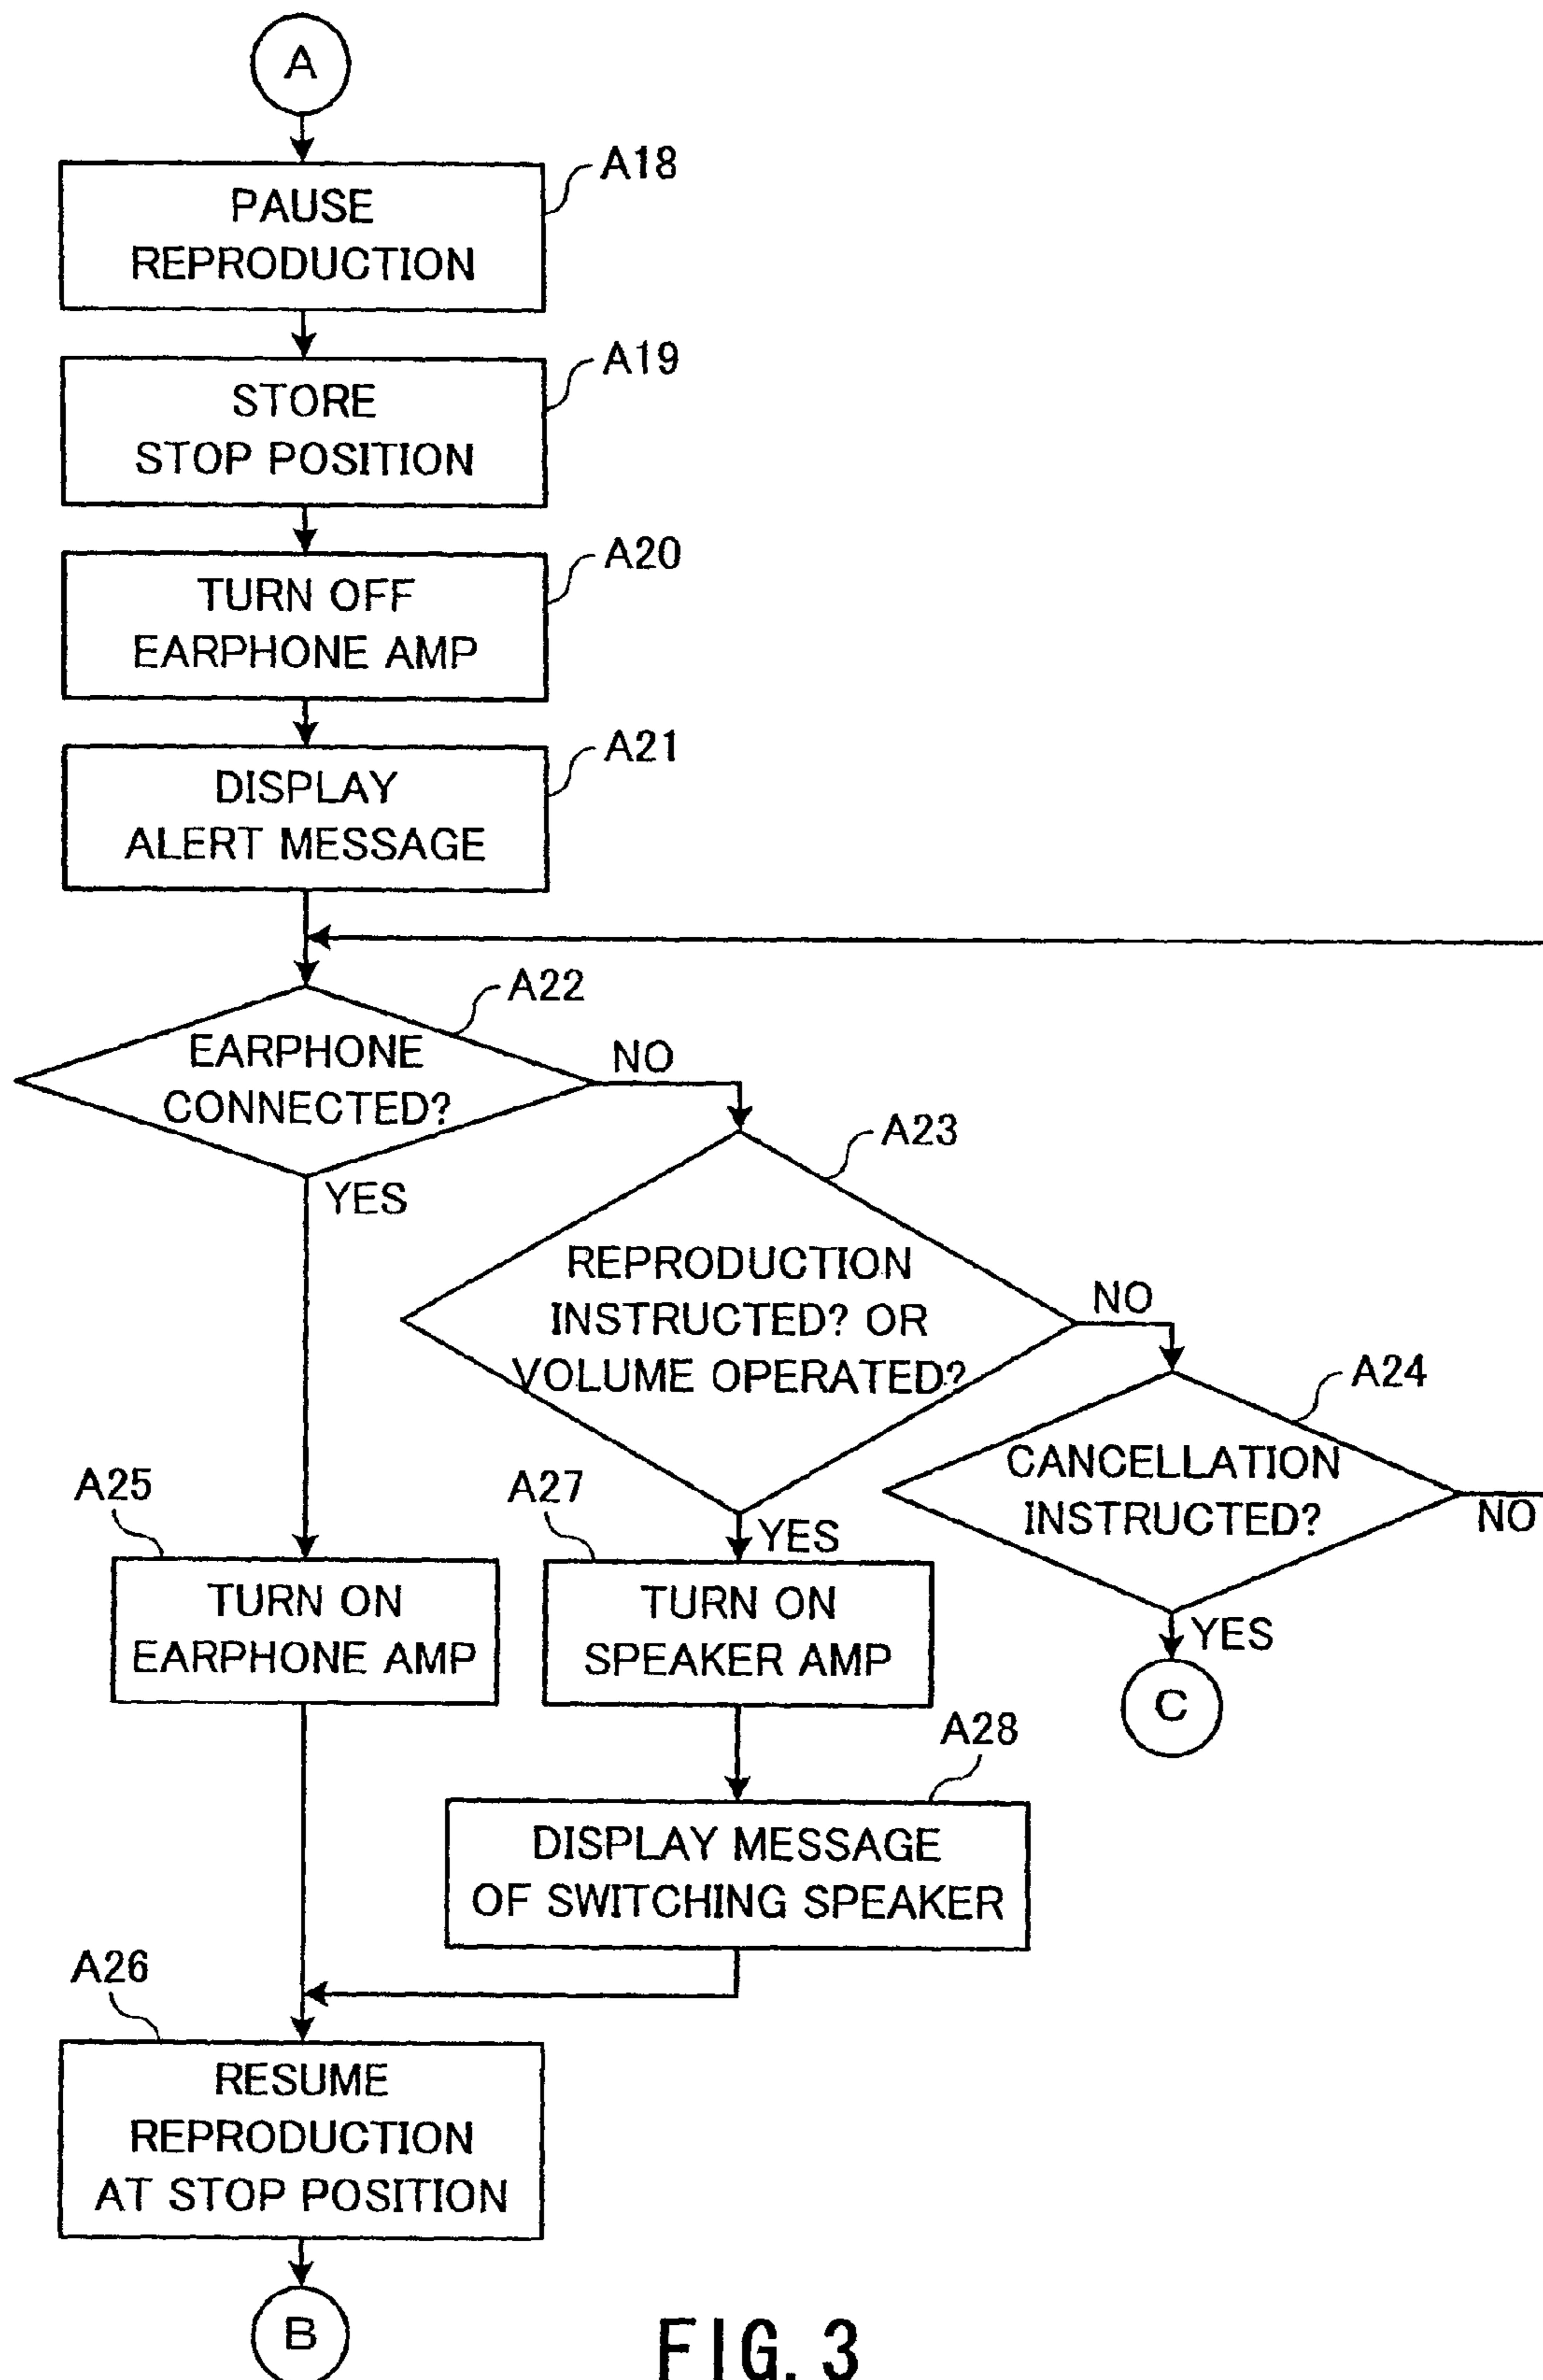 A
A18
PAUSE
REPRODUCTION
A19
STORE
STOP POSITION
A20
TURN OFF
EARPHONE AMP
A21
DISPLAY
ALERT MESSAGE
A22
EARPHONE
CONNECTED?
NO
YES
A23
REPRODUCTION
INSTRUCTED? OR
VOLUME OPERATED?
NO
YES
A24
CANCELLATION
INSTRUCTED?
NO
YES
C
A25
TURN ON
EARPHONE AMP
A27
TURN ON
SPEAKER AMP
A28
DISPLAY MESSAGE
OF SWITCHING SPEAKER
A26
RESUME
REPRODUCTION
AT STOP POSITION
B
FIG. 3